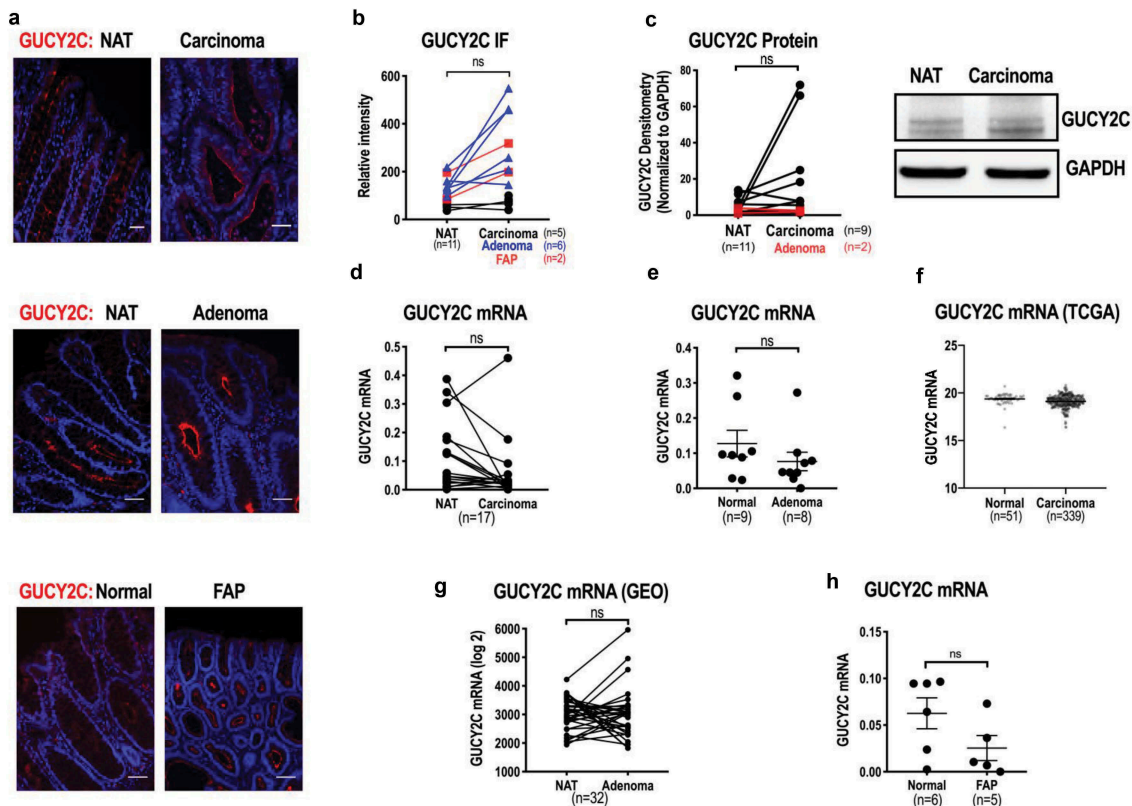 a
GUCY2C: NAT Carcinoma
GUCY2C: NAT Adenoma
GUCY2C: Normal FAP
b
GUCY2C IF
ns
Relative intensity
600
400
200
0
NAT Carcinoma (n=5)
(n=11) Adenoma (n=6)
FAP (n=2)
c
GUCY2C Protein
ns
GUCY2C Densitometry
(Normalized to GAPDH)
80
60
40
20
0
NAT Carcinoma (n=9)
(n=11) Adenoma (n=2)
NAT Carcinoma
GUCY2C
GAPDH
d
GUCY2C mRNA
ns
GUCY2C mRNA
0.5
0.4
0.3
0.2
0.1
0.0
NAT Carcinoma
(n=17)
e
GUCY2C mRNA
ns
GUCY2C mRNA
0.4
0.3
0.2
0.1
0.0
Normal Adenoma
(n=9) (n=8)
f
GUCY2C mRNA (TCGA)
GUCY2C mRNA
25
20
15
10
Normal Carcinoma
(n=51) (n=339)
g
GUCY2C mRNA (GEO)
ns
GUCY2C mRNA (log 2)
6000
5000
4000
3000
2000
1000
NAT Adenoma
(n=32)
h
GUCY2C mRNA
ns
GUCY2C mRNA
0.15
0.10
0.05
0.00
Normal FAP
(n=6) (n=5)